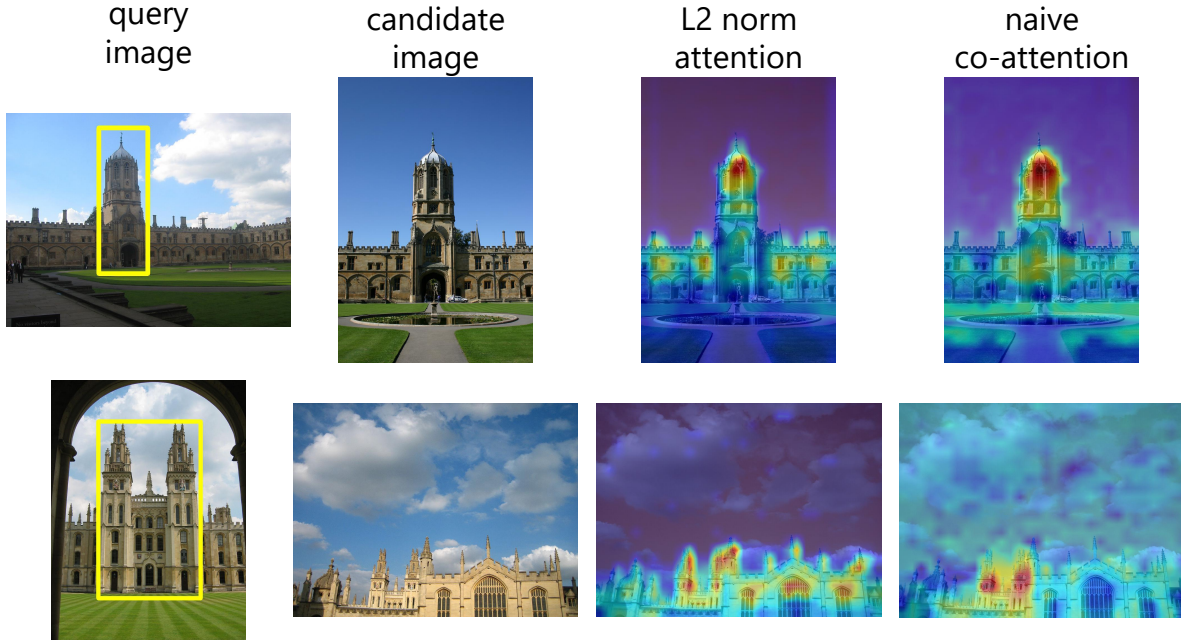 query
image
candidate
image
L2 norm
attention
naive
co-attention